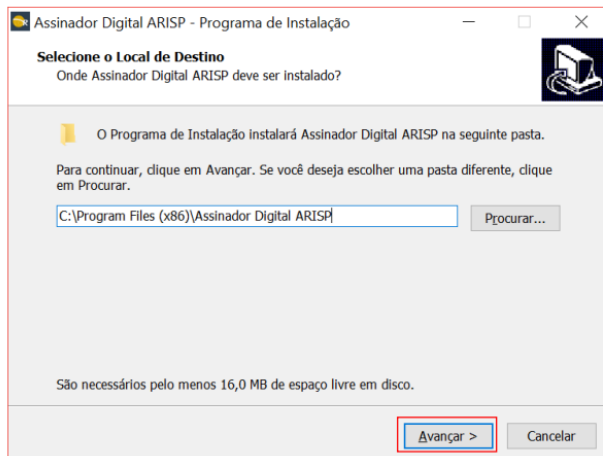 Assinador Digital ARISP - Programa de Instalação
Selecione o Local de Destino
Onde Assinador Digital ARISP deve ser instalado?
O Programa de Instalação instalará Assinador Digital ARISP na seguinte pasta.
Para continuar, clique em Avançar. Se você deseja escolher uma pasta diferente, clique
em Procurar.
C:\Program Files (x86)\Assinador Digital ARISP
Procurar...
São necessários pelo menos 16,0 MB de espaço livre em disco.
Avançar >
Cancelar